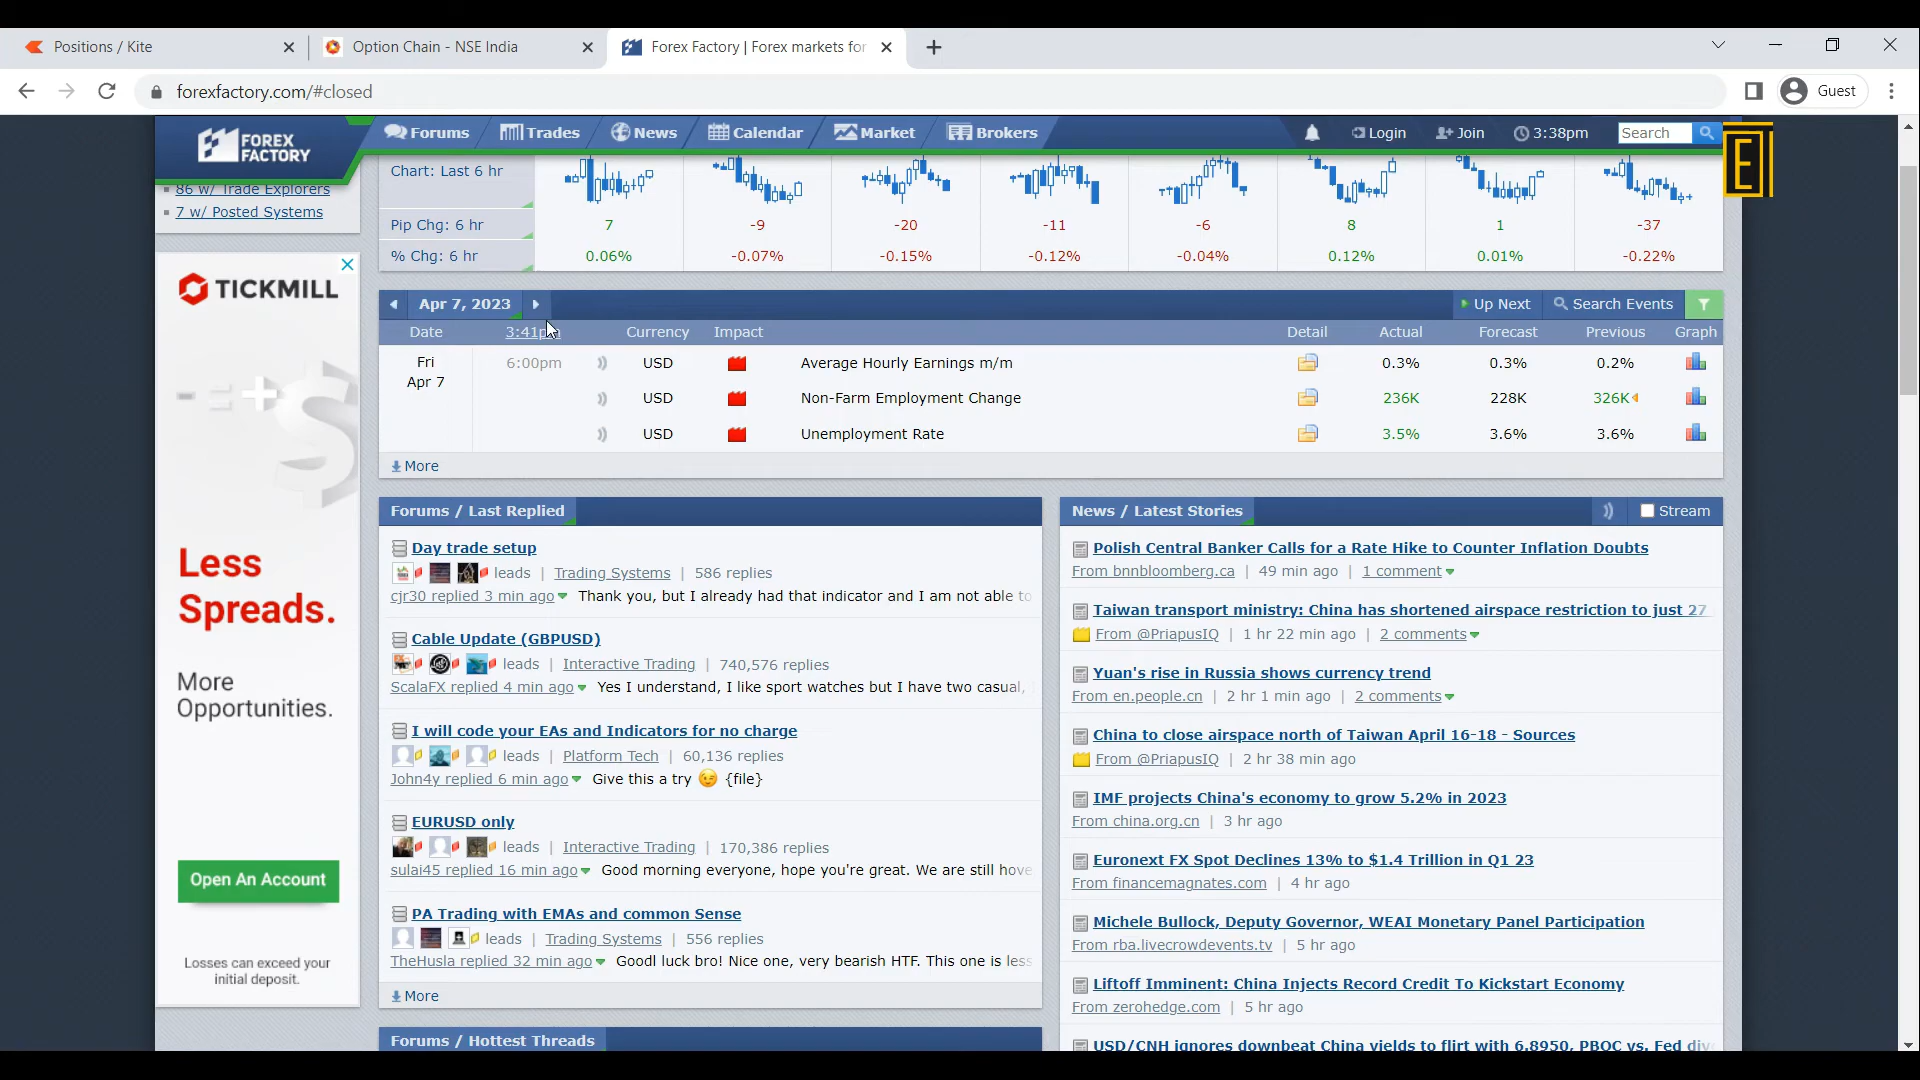 Positions / Kite
Option Chain - NSE India
Forex Factory | Forex markets for
forexfactory.com/#closed
Guest
FOREX FACTORY
Forums
Trades
News
Calendar
Market
Brokers
Login
Join
3:38pm
Search
E
86 w/ Trade Explorers
7 w/ Posted Systems
Chart: Last 6 hr
Pip Chg: 6 hr 7 -9 -20 -11 -6 8 1 -37
% Chg: 6 hr 0.06% -0.07% -0.15% -0.12% -0.04% 0.12% 0.01% -0.22%
TICKMILL
Less
Spreads.
More
Opportunities.
Open An Account
Losses can exceed your
initial deposit.
Apr 7, 2023 Up Next Search Events
Date 3:41pm Currency Impact Detail Actual Forecast Previous Graph
Fri
Apr 7
6:00pm USD Average Hourly Earnings m/m 0.3% 0.3% 0.2%
USD Non-Farm Employment Change 236K 228K 326K
USD Unemployment Rate 3.5% 3.6% 3.6%
More
Forums / Last Replied
Day trade setup
leads | Trading Systems | 586 replies
cjr30 replied 3 min ago Thank you, but I already had that indicator and I am not able to
Cable Update (GBPUSD)
leads | Interactive Trading | 740,576 replies
ScalaFX replied 4 min ago Yes I understand, I like sport watches but I have two casual,
I will code your EAs and Indicators for no charge
leads | Platform Tech | 60,136 replies
John4y replied 6 min ago Give this a try 😉 {file}
EURUSD only
leads | Interactive Trading | 170,386 replies
sulai45 replied 16 min ago Good morning everyone, hope you're great. We are still hove
PA Trading with EMAs and common Sense
leads | Trading Systems | 556 replies
TheHusla replied 32 min ago Goodl luck bro! Nice one, very bearish HTF. This one is less
More
Forums / Hottest Threads
News / Latest Stories
Stream
Polish Central Banker Calls for a Rate Hike to Counter Inflation Doubts
From bnnbloomberg.ca | 49 min ago | 1 comment
Taiwan transport ministry: China has shortened airspace restriction to just 27
From @PriapusIQ | 1 hr 22 min ago | 2 comments
Yuan's rise in Russia shows currency trend
From en.people.cn | 2 hr 1 min ago | 2 comments
China to close airspace north of Taiwan April 16-18 - Sources
From @PriapusIQ | 2 hr 38 min ago
IMF projects China's economy to grow 5.2% in 2023
From china.org.cn | 3 hr ago
Euronext FX Spot Declines 13% to $1.4 Trillion in Q1 23
From financemagnates.com | 4 hr ago
Michele Bullock, Deputy Governor, WEAI Monetary Panel Participation
From rba.livecrowdevents.tv | 5 hr ago
Liftoff Imminent: China Injects Record Credit To Kickstart Economy
From zerohedge.com | 5 hr ago
USD/CNH ignores downbeat China yields to flirt with 6.8950, PBOC vs. Fed div